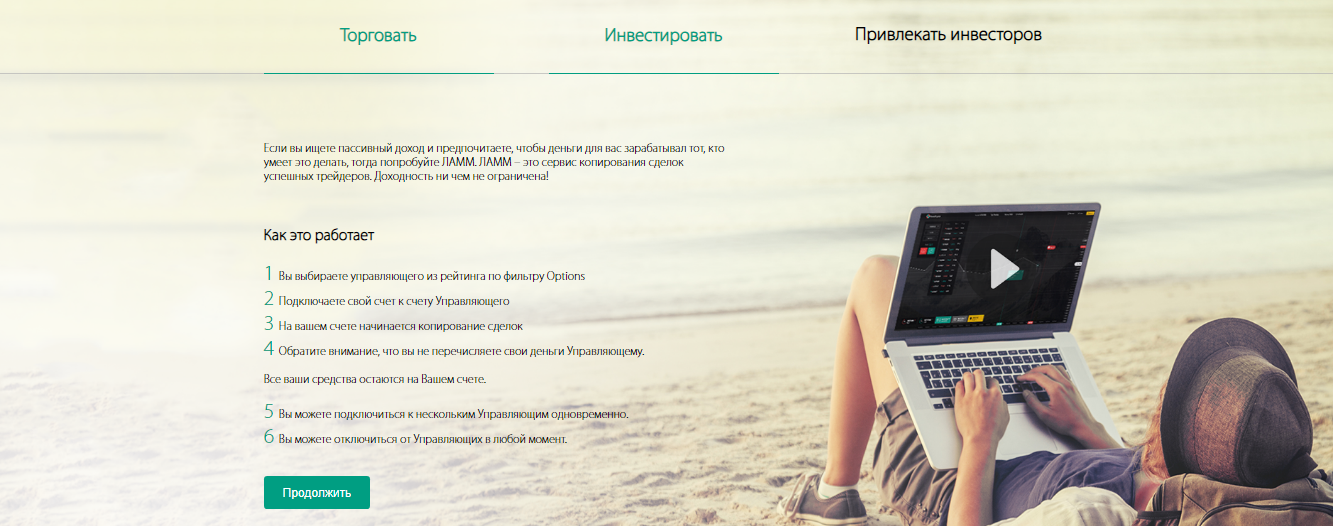 Торговать
Инвестировать
Привлекать инвесторов
Если вы ищете пассивный доход и предпочитаете, чтобы деньги для вас зарабатывал тот, кто
умеет это делать, тогда попробуйте ЛАММ. ЛАММ – это сервис копирования сделок
успешных трейдеров. Доходность ни чем не ограничена!
Как это работает
1 Вы выбираете управляющего из рейтинга по фильтру Options
2 Подключаете свой счет к счету Управляющего
3 На вашем счете начинается копирование сделок
4 Обратите внимание, что вы не перечисляете свои деньги Управляющему.
Все ваши средства остаются на Вашем счете.
5 Вы можете подключиться к нескольким Управляющим одновременно.
6 Вы можете отключиться от Управляющих в любой момент.
Продолжить